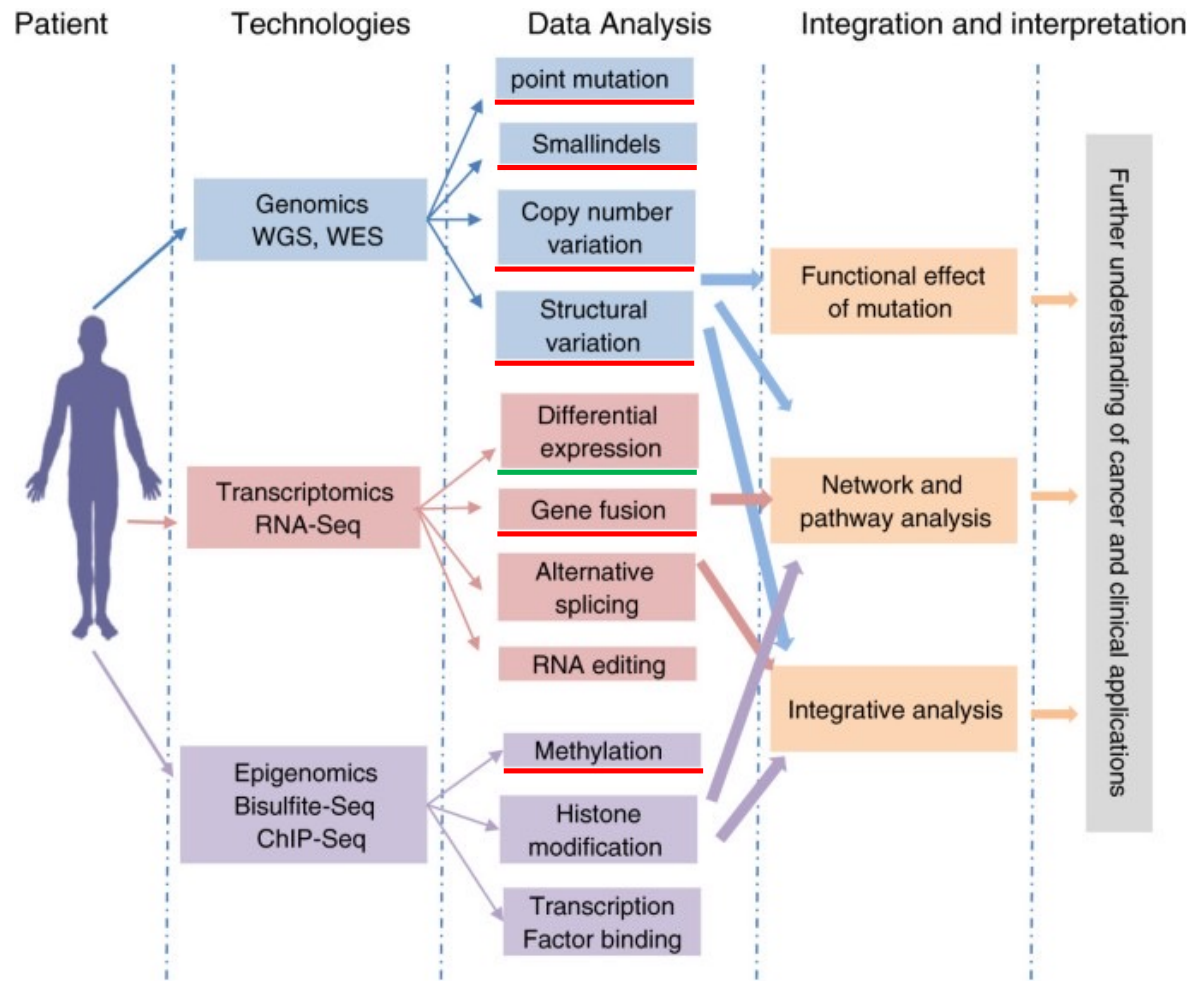 Patient
Technologies
Data Analysis
Integration and interpretation
Genomics
WGS, WES
Transcriptomics
RNA-Seq
Epigenomics
Bisulfite-Seq
ChIP-Seq
point mutation
Smallindels
Copy number
variation
Structural
variation
Differential
expression
Gene fusion
Alternative
splicing
RNA editing
Methylation
Histone
modification
Transcription
Factor binding
Functional effect
of mutation
Network and
pathway analysis
Integrative analysis
Further understanding of cancer and clinical applications